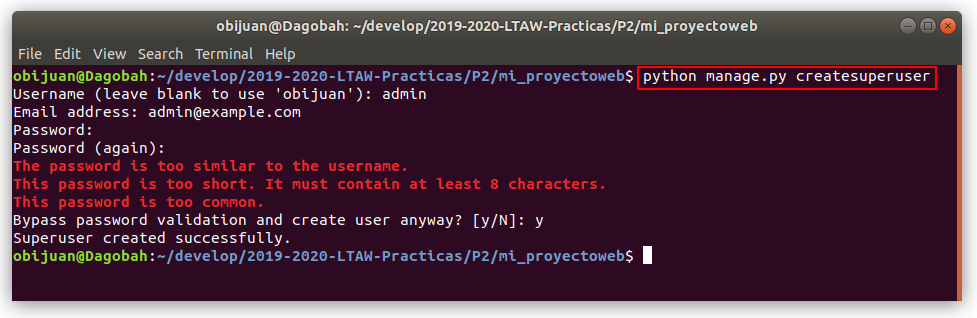 obijuan@Dagobah: ~/develop/2019-2020-LTAW-Practicas/P2/mi_proyectoweb
File Edit View Search Terminal Help
obijuan@Dagobah:~/develop/2019-2020-LTAW-Practicas/P2/mi_proyectoweb$ python manage.py createsuperuser
Username (leave blank to use 'obijuan'): admin
Email address: admin@example.com
Password:
Password (again):
The password is too similar to the username.
This password is too short. It must contain at least 8 characters.
This password is too common.
Bypass password validation and create user anyway? [y/N]: y
Superuser created successfully.
obijuan@Dagobah:~/develop/2019-2020-LTAW-Practicas/P2/mi_proyectoweb$